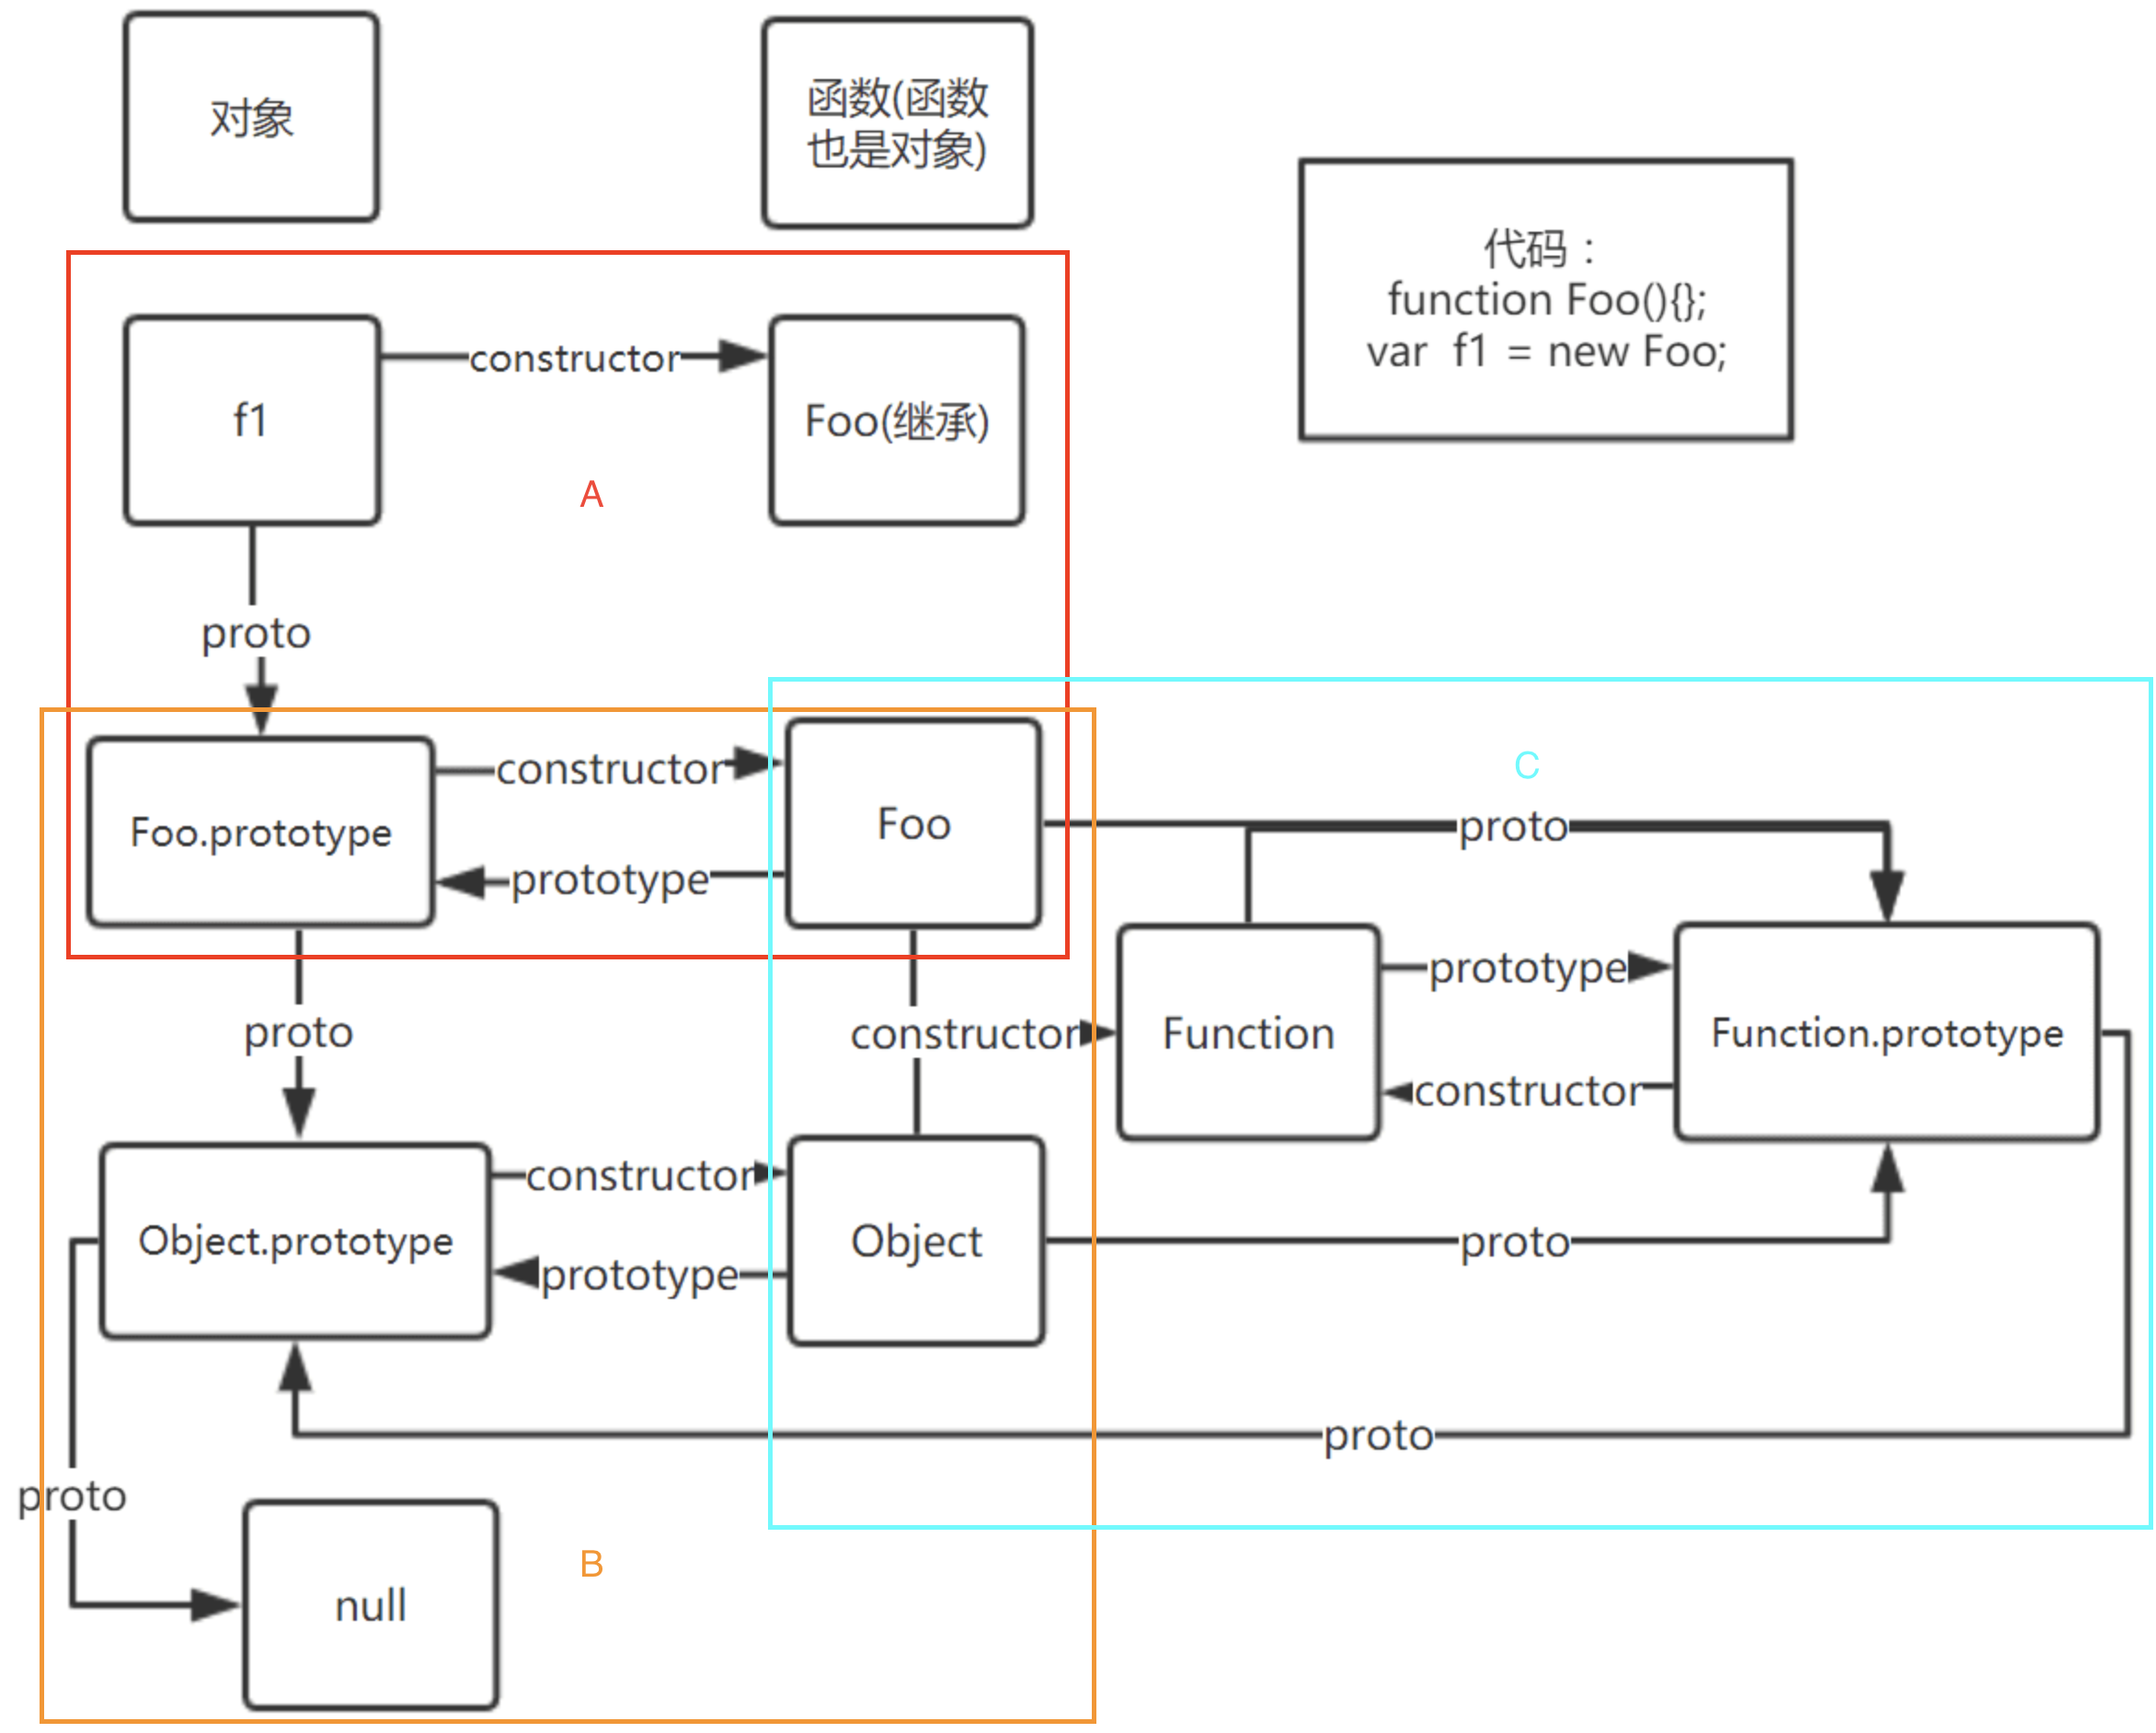 对象
函数(函数
也是对象)
代码：
function Foo(){};
var f1 = new Foo;
f1
constructor
Foo(继承)
A
proto
Foo.prototype
constructor
prototype
Foo
C
proto
proto
constructor
Function
prototype
constructor
Function.prototype
Object.prototype
constructor
prototype
Object
proto
proto
proto
null
B